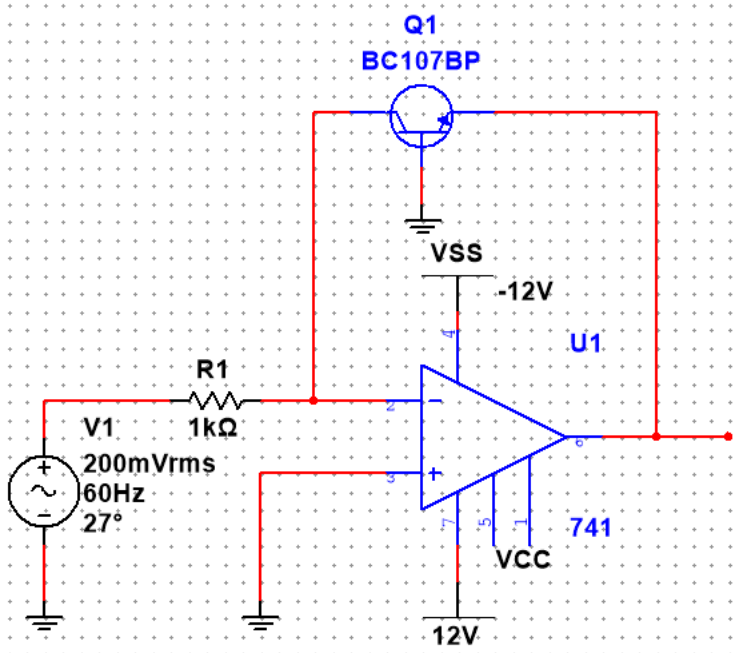 Q1
BC107BP
VSS
-12V
4
U1
R1
2
1kΩ
V1
+
200mVrms
60Hz
27°
3
6
7
5
1
741
VCC
12V